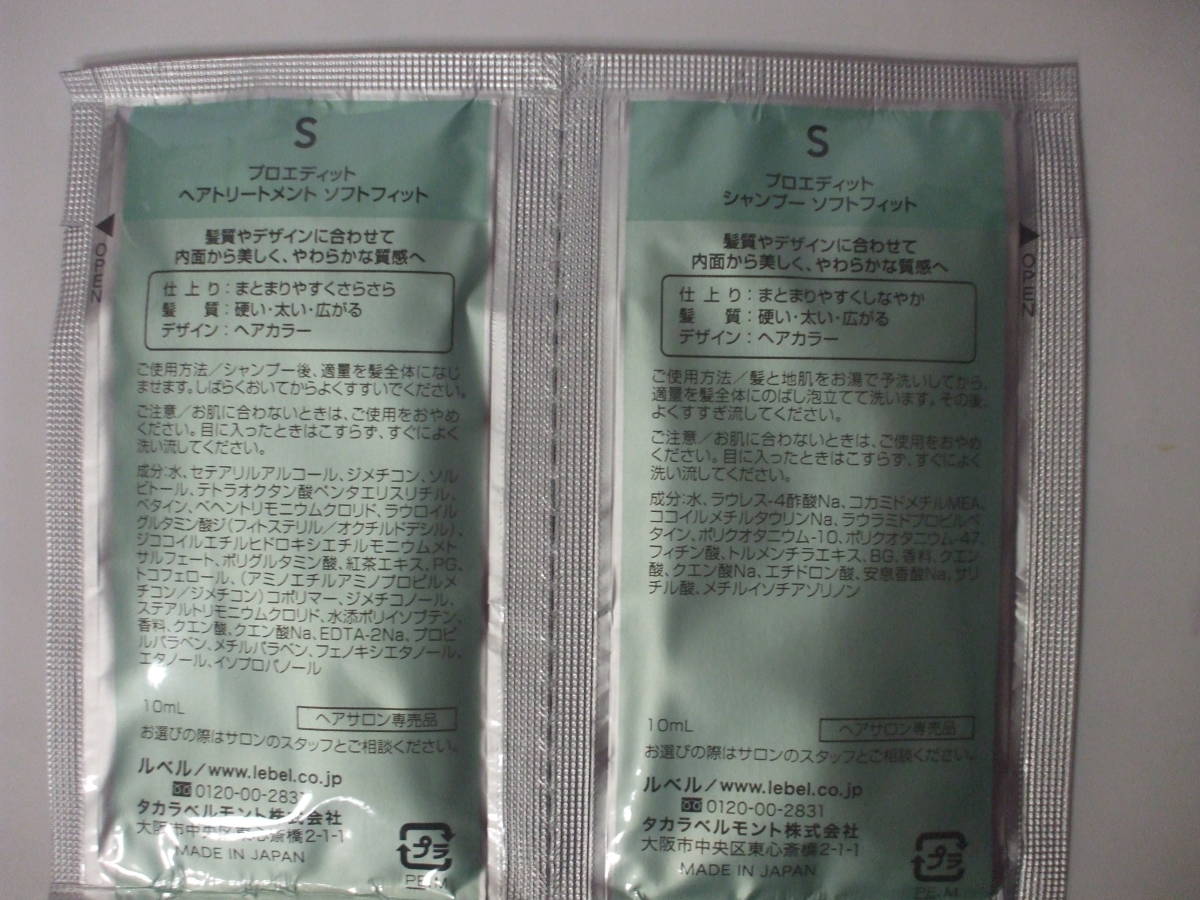 S
プロエディット
ヘアトリートメント ソフトフィット
髪質やデザインに合わせて
内面から美しく、やわらかな質感へ
仕上り：まとまりやすくさらさら
髪質：硬い・太い・広がる
デザイン：ヘアカラー
ご使用方法／シャンプー後、適量を髪全体になじ
ませます。しばらくおいてからよくすすいでください。
ご注意／お肌に合わないときは、ご使用をおやめ
ください。目に入ったときはこすらず、すぐによく
洗い流してください。
成分：水、セテアリルアルコール、ジメチコン、ソル
ビトール、テトラオクタン酸ペンタエリスリチル、
ベタイン、ベヘントリモニウムクロリド、ラウロイル
グルタミン酸ジ（フィトステリル／オクチルドデシル）、
ジココイルエチルヒドロキシエチルモニウムメト
サルフェート、ポリグルタミン酸、紅茶エキス、PG、
トコフェロール、（アミノエチルアミノプロピルメ
チコン／ジメチコン）コポリマー、ジメチコノール、
ステアルトリモニウムクロリド、水添ポリイソブテン、
香料、クエン酸、クエン酸Na、EDTA-2Na、プロピ
ルパラベン、メチルパラベン、フェノキシエタノール、
エタノール、イソプロパノール
10mL
ヘアサロン専売品
お選びの際はサロンのスタッフとご相談ください。
ルベル／www.lebel.co.jp
0120-00-2831
タカラベルモント株式会社
大阪市中央区東心斎橋2-1-1
MADE IN JAPAN
プラ
PE・M
OPEN
S
プロエディット
シャンプー ソフトフィット
髪質やデザインに合わせて
内面から美しく、やわらかな質感へ
仕上り：まとまりやすくしなやか
髪質：硬い・太い・広がる
デザイン：ヘアカラー
ご使用方法／髪と地肌をお湯で予洗いしてから、
適量を髪全体にのばし泡立てて洗います。その後、
よくすすぎ流してください。
ご注意／お肌に合わないときは、ご使用をおやめ
ください。目に入ったときはこすらず、すぐによく
洗い流してください。
成分：水、ラウレス-4酢酸Na、コカミドメチルMEA、
ココイルメチルタウリンNa、ラウラミドプロピルベ
タイン、ポリクオタニウム-10、ポリクオタニウム-47、
フィチン酸、トルメンチラエキス、BG、香料、クエン
酸、クエン酸Na、エチドロン酸、安息香酸Na、サリ
チル酸、メチルイソチアゾリノン
10mL
ヘアサロン専売品
お選びの際はサロンのスタッフとご相談ください。
ルベル／www.lebel.co.jp
0120-00-2831
タカラベルモント株式会社
大阪市中央区東心斎橋2-1-1
MADE IN JAPAN
プラ
PE・M
OPEN